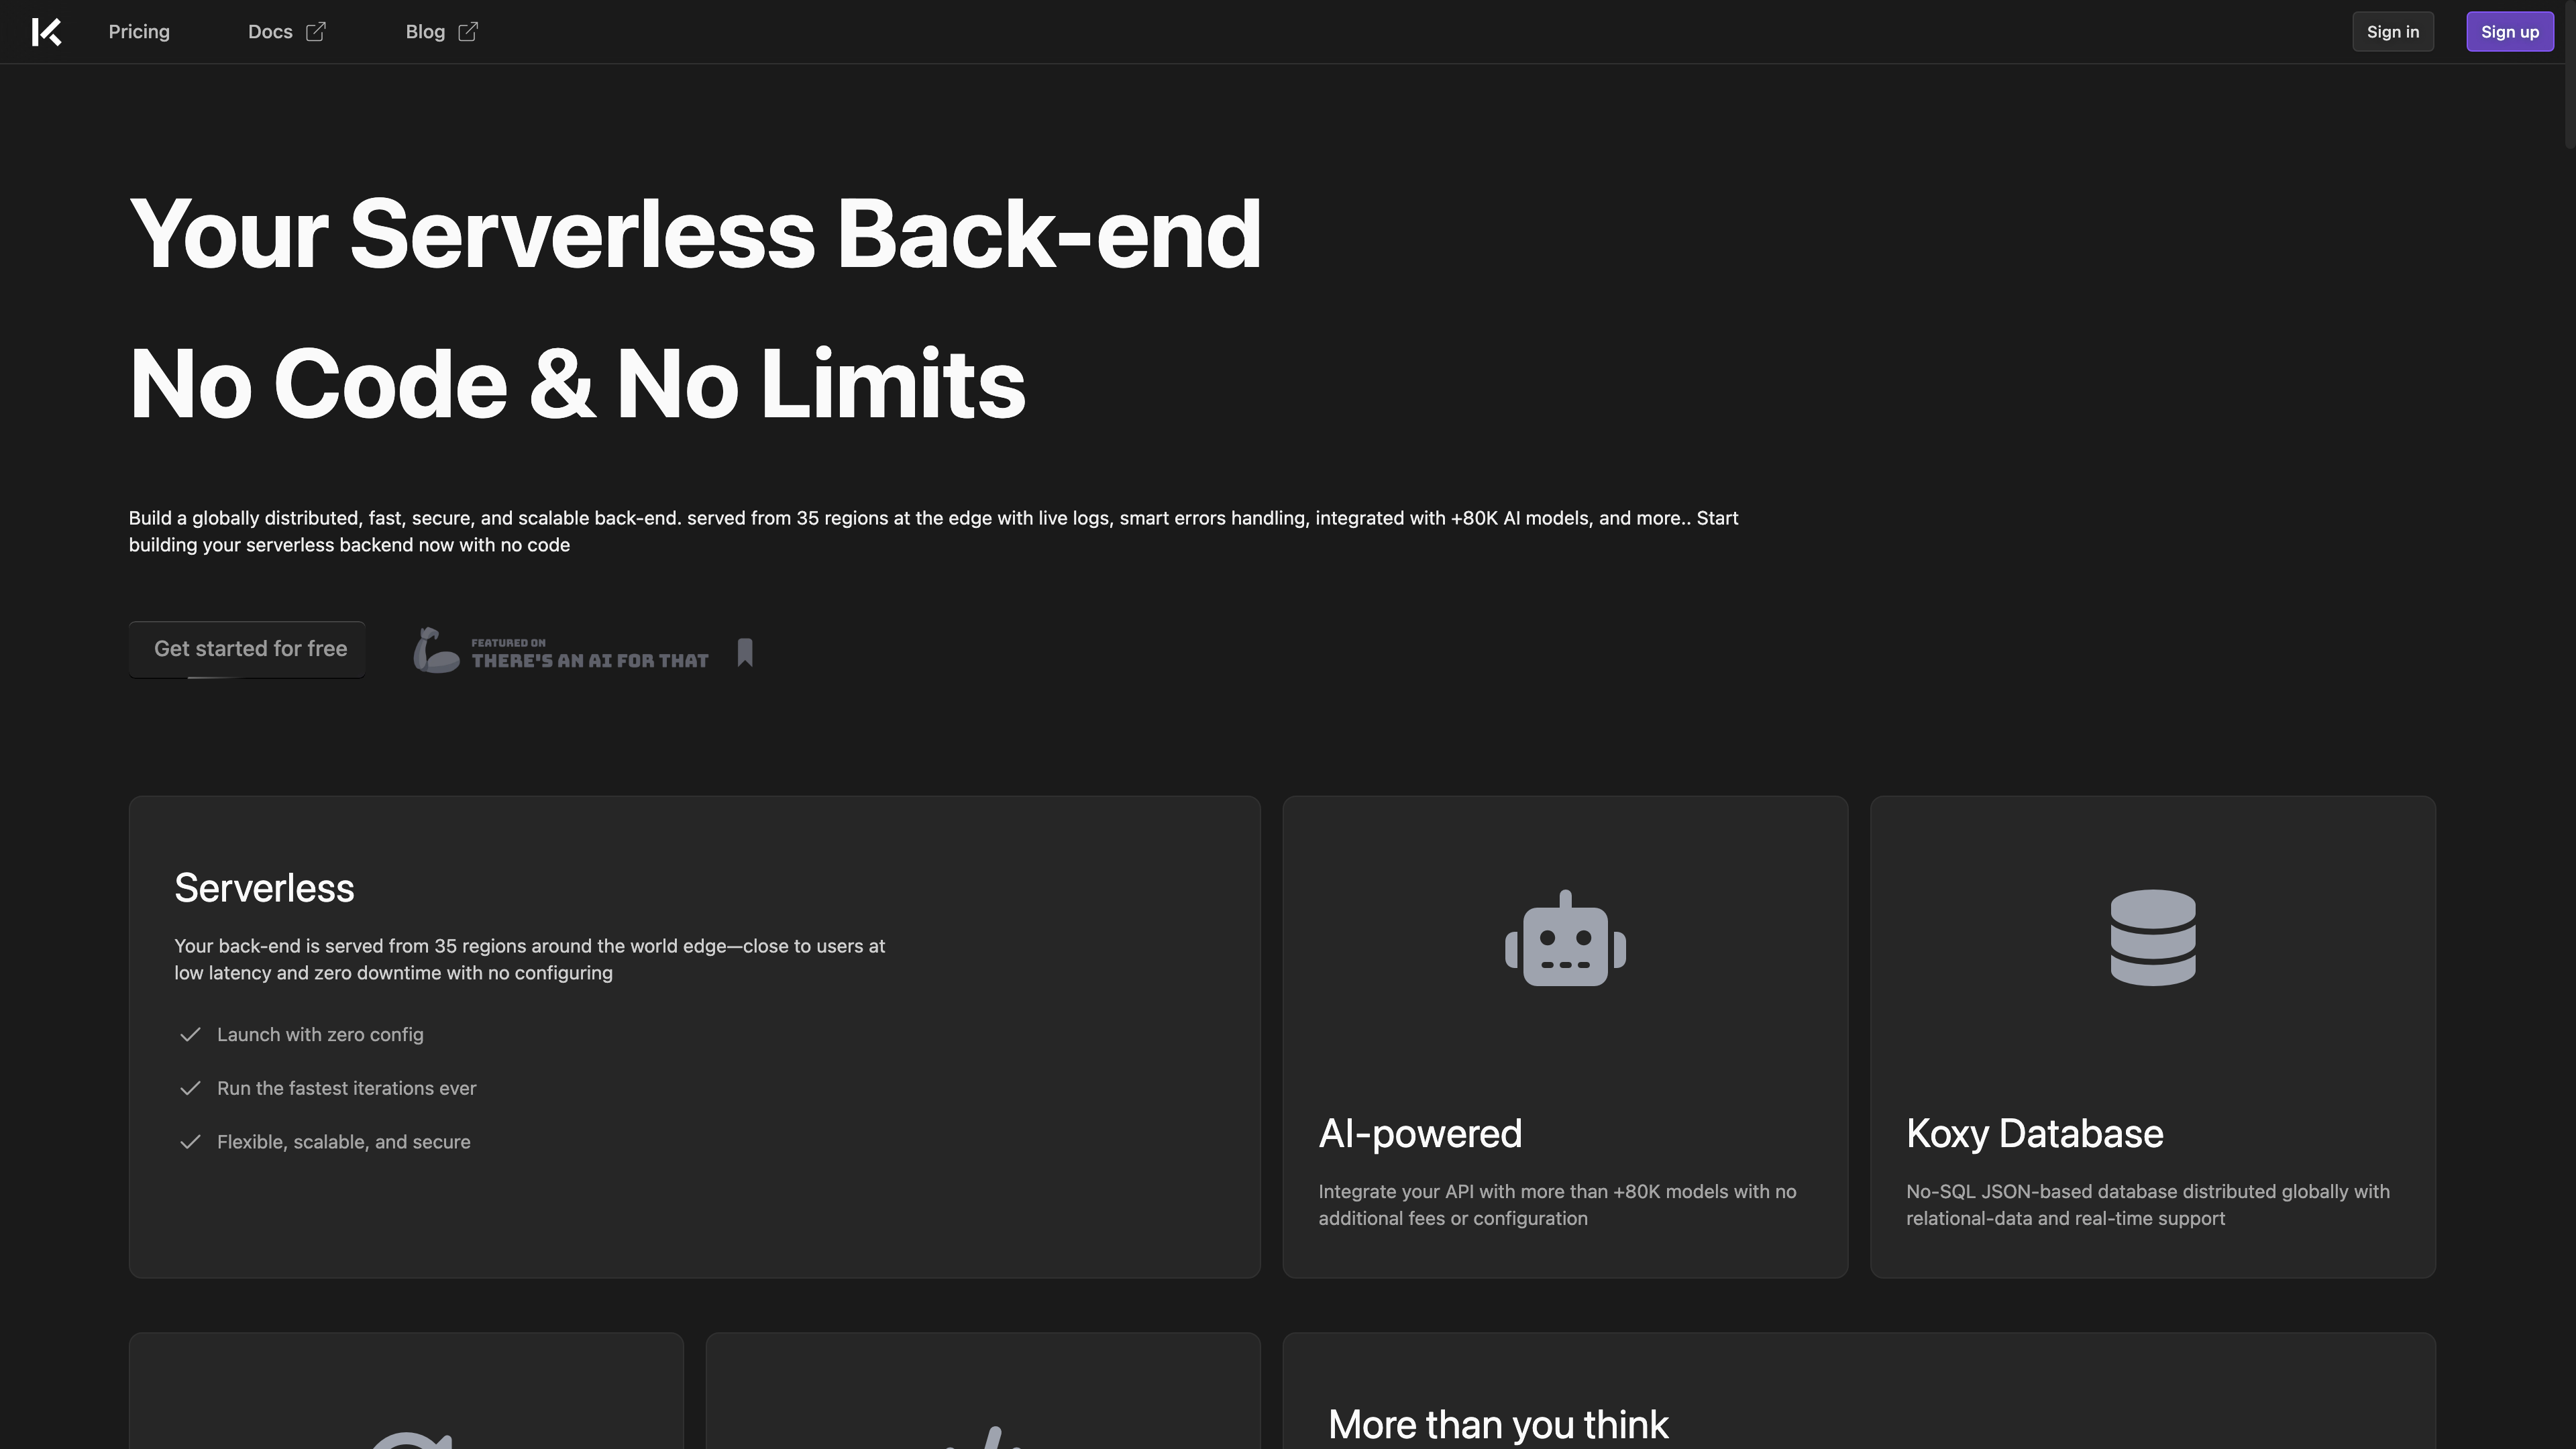 Pricing
Docs
Blog
Sign in
Sign up
Your Serverless Back-end
No Code & No Limits
Build a globally distributed, fast, secure, and scalable back-end. served from 35 regions at the edge with live logs, smart errors handling, integrated with +80K AI models, and more.. Start
building your serverless backend now with no code
Get started for free
FEATURED ON
THERE'S AN AI FOR THAT
Serverless
Your back-end is served from 35 regions around the world edge—close to users at
low latency and zero downtime with no configuring
Launch with zero config
Run the fastest iterations ever
Flexible, scalable, and secure
AI-powered
Integrate your API with more than +80K models with no
additional fees or configuration
Koxy Database
No-SQL JSON-based database distributed globally with
relational-data and real-time support
More than you think